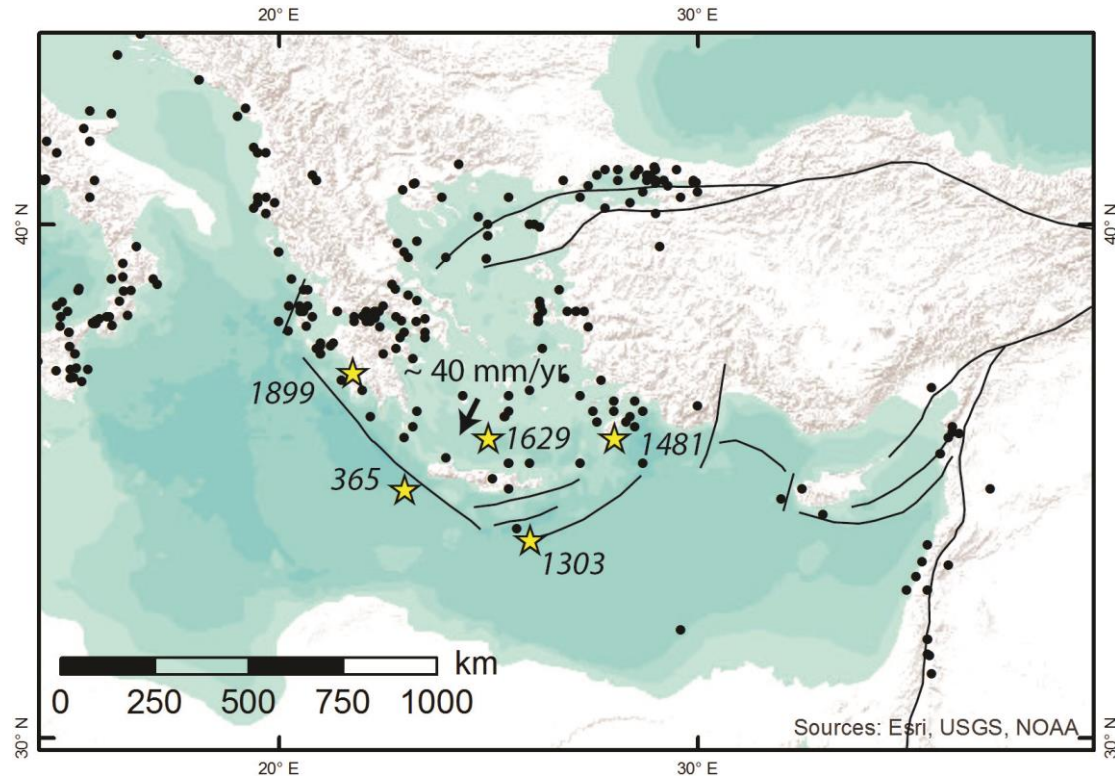 20° E 30° E
40° N 40° N
~ 40 mm/yr
1899
1629 1481
365
1303
km
0 250 500 750 1000
Sources: Esri, USGS, NOAA
30° N 30° N
20° E 30° E